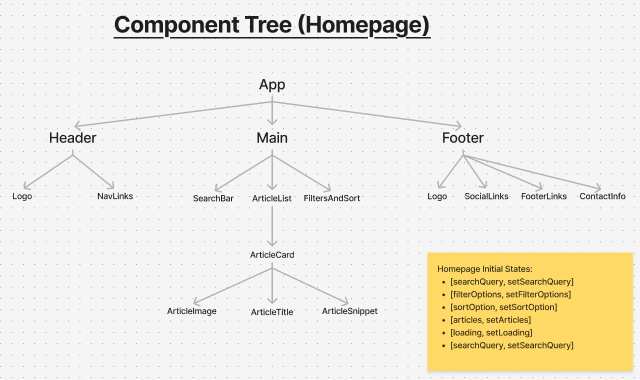 Component Tree (Homepage)
App
Header
Main
Footer
Logo
NavLinks
SearchBar
ArticleList
FiltersAndSort
Logo
SocialLinks
FooterLinks
ContactInfo
ArticleCard
ArticleImage
ArticleTitle
ArticleSnippet
Homepage Initial States:
• [searchQuery, setSearchQuery]
• [filterOptions, setFilterOptions]
• [sortOption, setSortOption]
• [articles, setArticles]
• [loading, setLoading]
• [searchQuery, setSearchQuery]